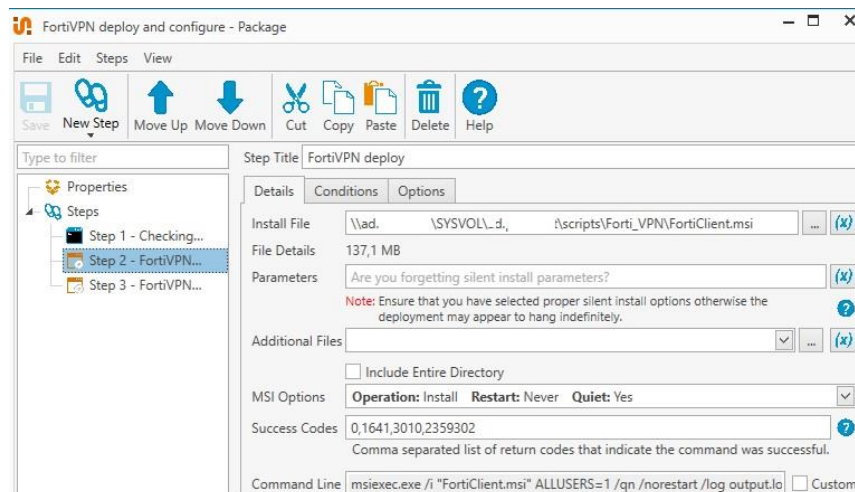 FortiVPN deploy and configure - Package
File Edit Steps View
Save New Step Move Up Move Down Cut Copy Paste Delete Help
Type to filter
Step Title FortiVPN deploy
Properties
Steps
Step 1 - Checking...
Step 2 - FortiVPN...
Step 3 - FortiVPN...
Details Conditions Options
Install File \\ad. \SYSVOL\ \scripts\Forti_VPN\FortiClient.msi ... (x)
File Details 137,1 MB
Parameters Are you forgetting silent install parameters? (x)
Note: Ensure that you have selected proper silent install options otherwise the
deployment may appear to hang indefinitely.
Additional Files ... (x)
Include Entire Directory
MSI Options Operation: Install Restart: Never Quiet: Yes
Success Codes 0,1641,3010,2359302
Comma separated list of return codes that indicate the command was successful.
Command Line msiexec.exe /i "FortiClient.msi" ALLUSERS=1 /qn /norestart /log output.lo Custom